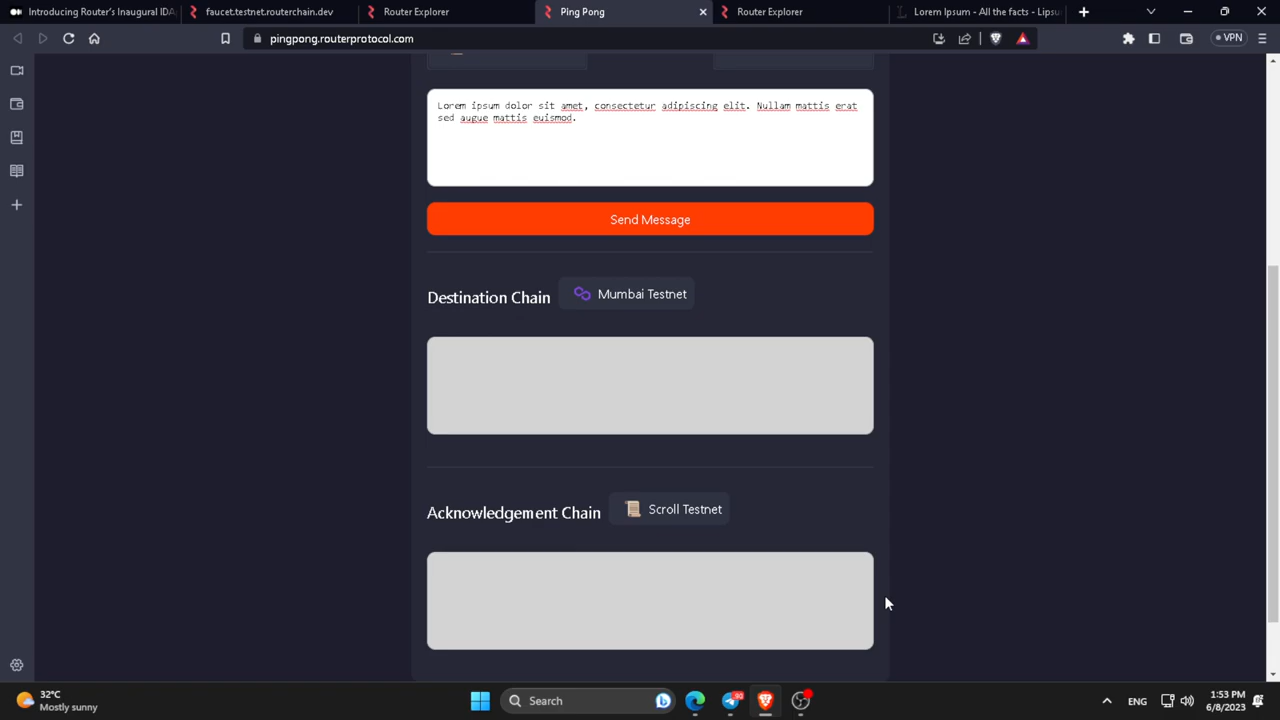 Introducing Router's Inaugural IDA
faucet.testnet.routerchain.dev
Router Explorer
Ping Pong
Router Explorer
Lorem Ipsum - All the facts - Lipsu
pingpong.routerprotocol.com
VPN
Lorem ipsum dolor sit amet, consectetur adipiscing elit. Nullam mattis erat
sed augue mattis euismod.
Send Message
Destination Chain
Mumbai Testnet
Acknowledgement Chain
Scroll Testnet
32°C
Mostly sunny
Search
90
ENG
1:53 PM
6/8/2023